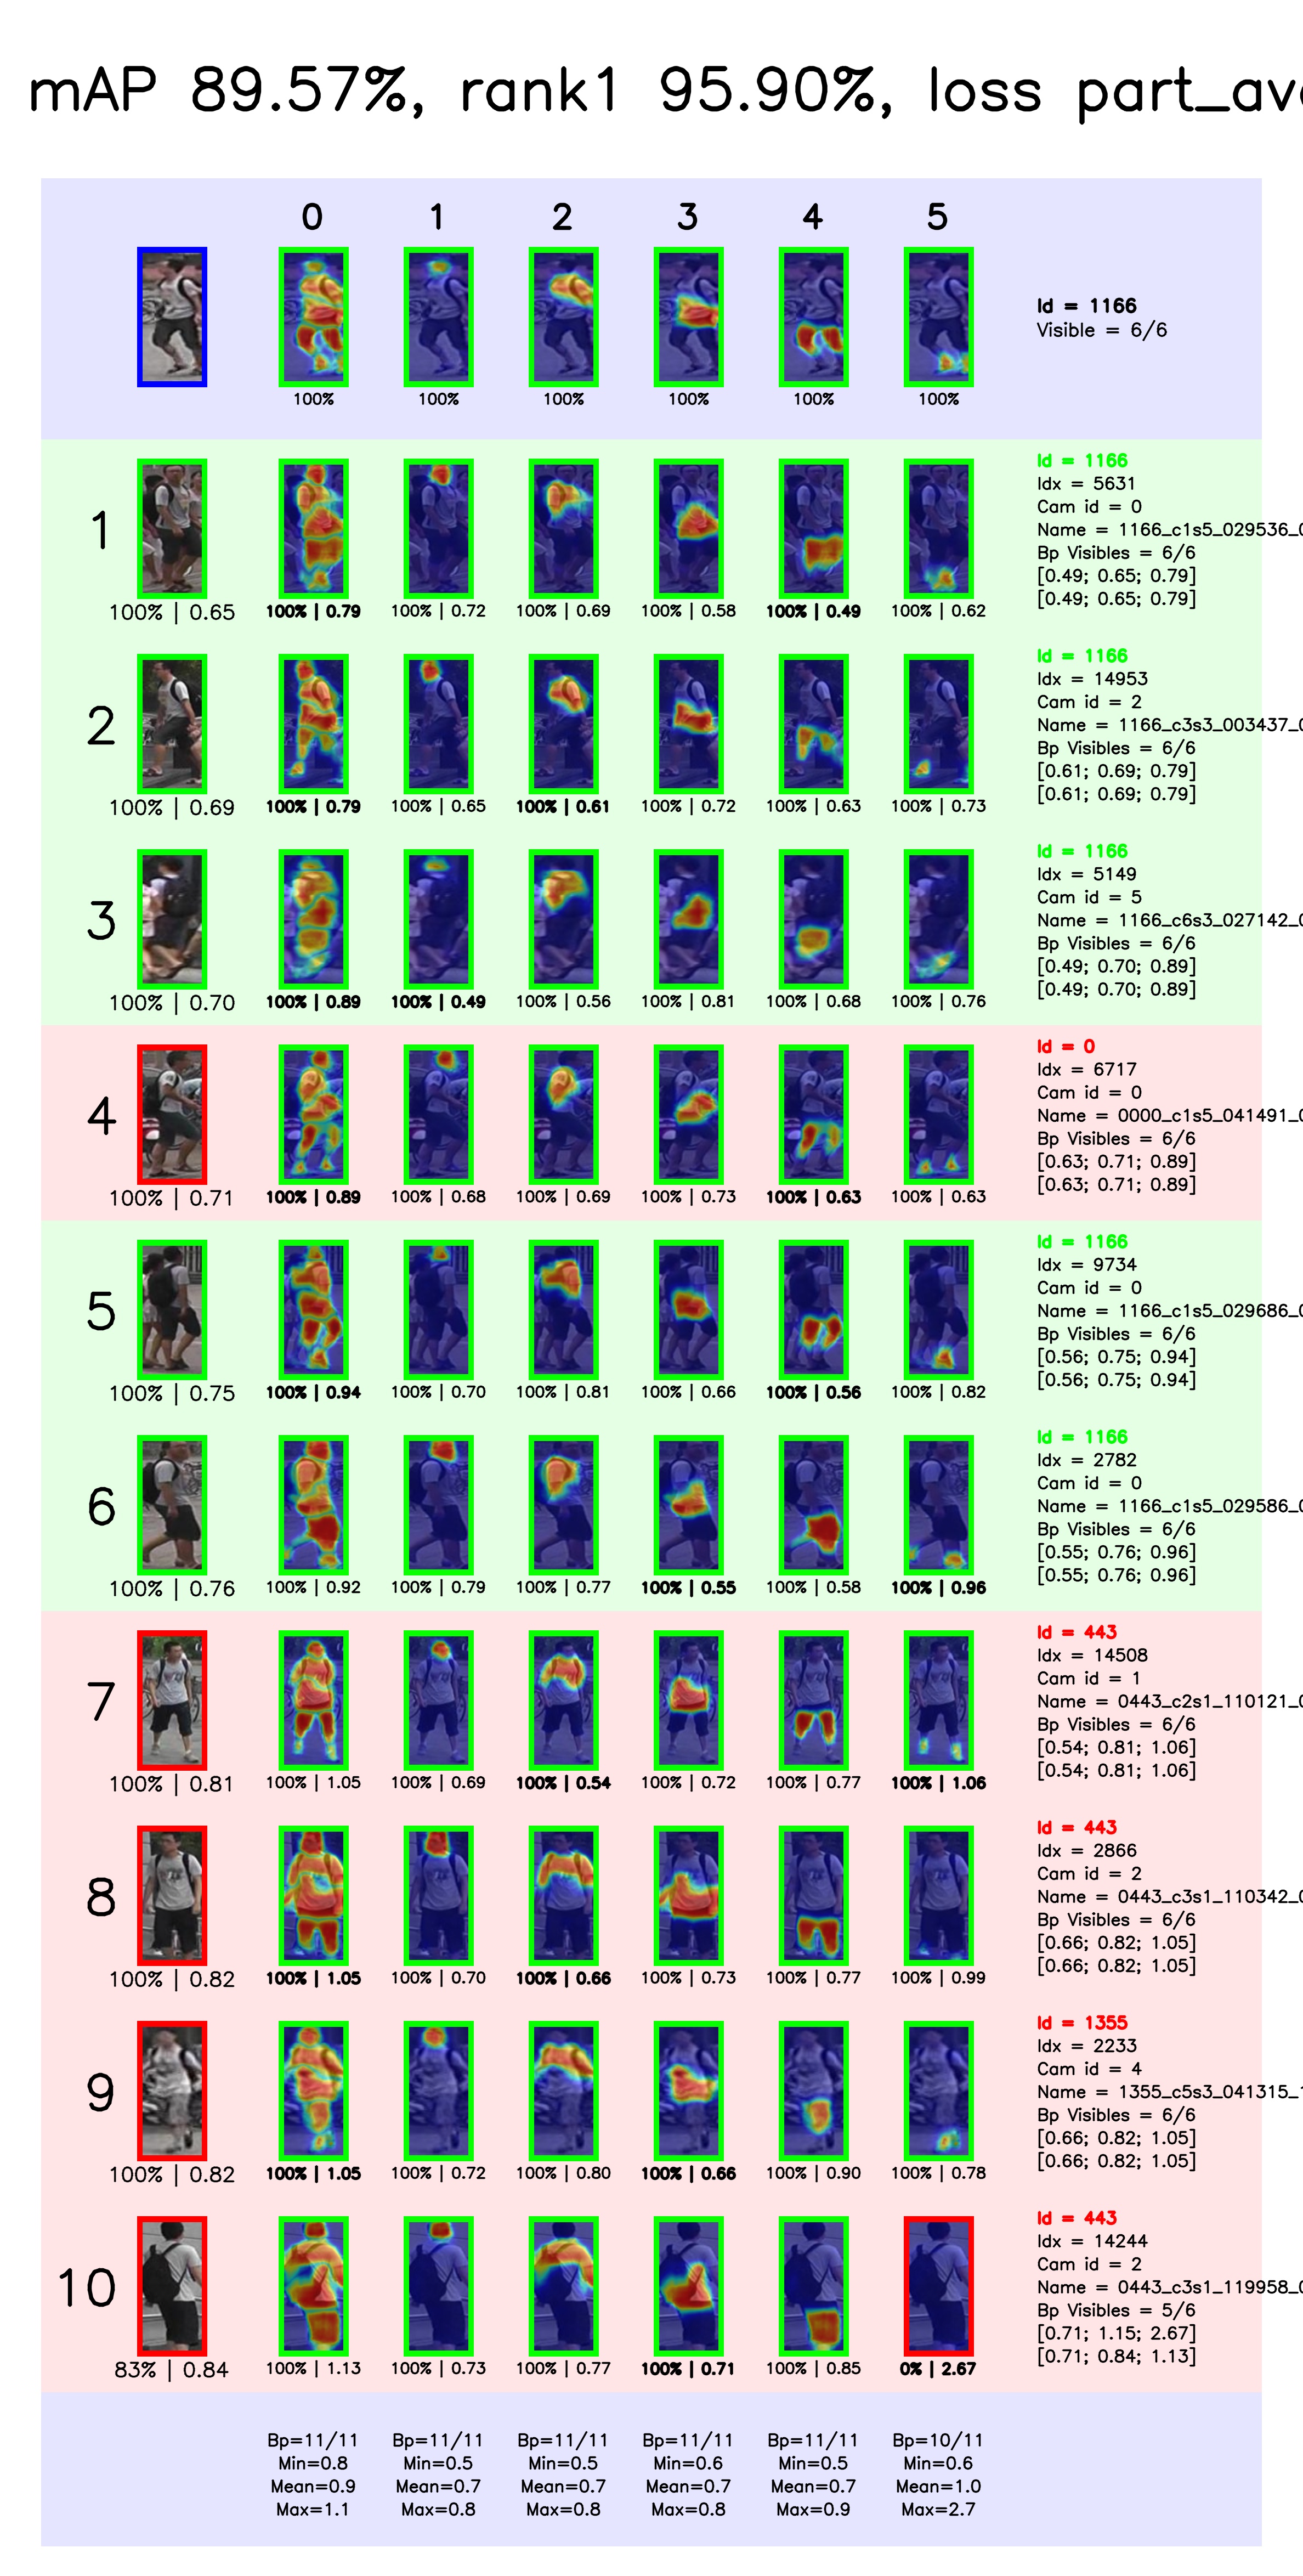 mAP 89.57%, rank1 95.90%, loss part_av
0 1 2 3 4 5
Id = 1166
Visible = 6/6
100% 100% 100% 100% 100% 100%
1
Id = 1166
Idx = 5631
Cam id = 0
Name = 1166_c1s5_029536_0
Bp Visibles = 6/6
[0.49; 0.65; 0.79]
[0.49; 0.65; 0.79]
100% | 0.65 100% | 0.79 100% | 0.72 100% | 0.69 100% | 0.58 100% | 0.49 100% | 0.62
2
Id = 1166
Idx = 14953
Cam id = 2
Name = 1166_c3s3_003437_0
Bp Visibles = 6/6
[0.61; 0.69; 0.79]
[0.61; 0.69; 0.79]
100% | 0.69 100% | 0.79 100% | 0.65 100% | 0.61 100% | 0.72 100% | 0.63 100% | 0.73
3
Id = 1166
Idx = 5149
Cam id = 5
Name = 1166_c6s3_027142_0
Bp Visibles = 6/6
[0.49; 0.70; 0.89]
[0.49; 0.70; 0.89]
100% | 0.70 100% | 0.89 100% | 0.49 100% | 0.56 100% | 0.81 100% | 0.68 100% | 0.76
4
Id = 0
Idx = 6717
Cam id = 0
Name = 0000_c1s5_041491_0
Bp Visibles = 6/6
[0.63; 0.71; 0.89]
[0.63; 0.71; 0.89]
100% | 0.71 100% | 0.89 100% | 0.68 100% | 0.69 100% | 0.73 100% | 0.63 100% | 0.63
5
Id = 1166
Idx = 9734
Cam id = 0
Name = 1166_c1s5_029686_0
Bp Visibles = 6/6
[0.56; 0.75; 0.94]
[0.56; 0.75; 0.94]
100% | 0.75 100% | 0.94 100% | 0.70 100% | 0.81 100% | 0.66 100% | 0.56 100% | 0.82
6
Id = 1166
Idx = 2782
Cam id = 0
Name = 1166_c1s5_029586_0
Bp Visibles = 6/6
[0.55; 0.76; 0.96]
[0.55; 0.76; 0.96]
100% | 0.76 100% | 0.92 100% | 0.79 100% | 0.77 100% | 0.55 100% | 0.58 100% | 0.96
7
Id = 443
Idx = 14508
Cam id = 1
Name = 0443_c2s1_110121_0
Bp Visibles = 6/6
[0.54; 0.81; 1.06]
[0.54; 0.81; 1.06]
100% | 0.81 100% | 1.05 100% | 0.69 100% | 0.54 100% | 0.72 100% | 0.77 100% | 1.06
8
Id = 443
Idx = 2866
Cam id = 2
Name = 0443_c3s1_110342_0
Bp Visibles = 6/6
[0.66; 0.82; 1.05]
[0.66; 0.82; 1.05]
100% | 0.82 100% | 1.05 100% | 0.70 100% | 0.66 100% | 0.73 100% | 0.77 100% | 0.99
9
Id = 1355
Idx = 2233
Cam id = 4
Name = 1355_c5s3_041315_
Bp Visibles = 6/6
[0.66; 0.82; 1.05]
[0.66; 0.82; 1.05]
100% | 0.82 100% | 1.05 100% | 0.72 100% | 0.80 100% | 0.66 100% | 0.90 100% | 0.78
10
Id = 443
Idx = 14244
Cam id = 2
Name = 0443_c3s1_119958_0
Bp Visibles = 5/6
[0.71; 1.15; 2.67]
[0.71; 0.84; 1.13]
83% | 0.84 100% | 1.13 100% | 0.73 100% | 0.77 100% | 0.71 100% | 0.85 0% | 2.67
Bp=11/11 Bp=11/11 Bp=11/11 Bp=11/11 Bp=11/11 Bp=10/11
Min=0.8 Min=0.5 Min=0.5 Min=0.6 Min=0.5 Min=0.6
Mean=0.9 Mean=0.7 Mean=0.7 Mean=0.7 Mean=0.7 Mean=1.0
Max=1.1 Max=0.8 Max=0.8 Max=0.8 Max=0.9 Max=2.7